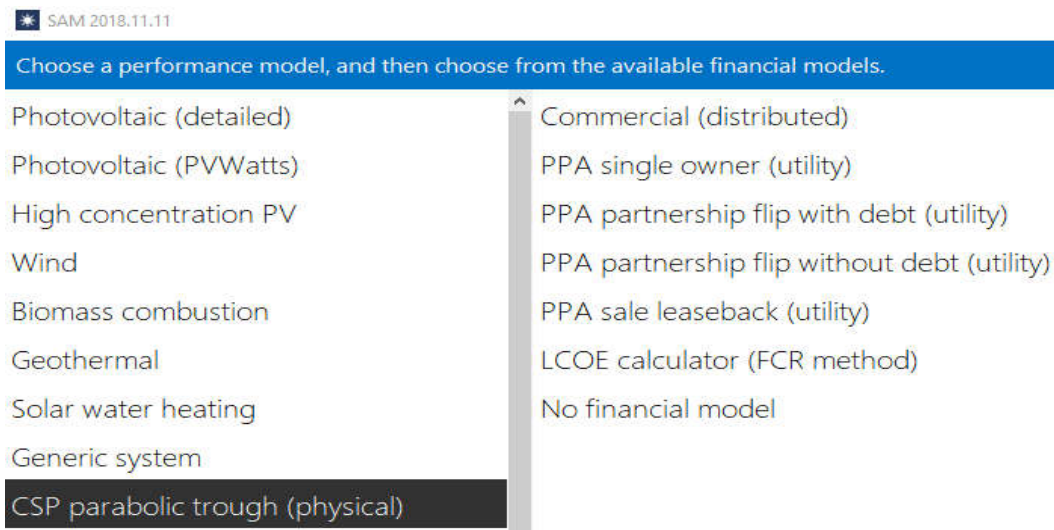 SAM 2018.11.11
Choose a performance model, and then choose from the available financial models.
Photovoltaic (detailed)
Photovoltaic (PVWatts)
High concentration PV
Wind
Biomass combustion
Geothermal
Solar water heating
Generic system
CSP parabolic trough (physical)
Commercial (distributed)
PPA single owner (utility)
PPA partnership flip with debt (utility)
PPA partnership flip without debt (utility)
PPA sale leaseback (utility)
LCOE calculator (FCR method)
No financial model